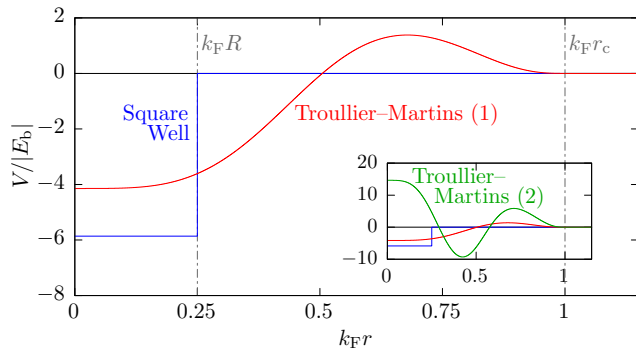 2
0
−2
−4
−6
−8
V/|E_b|
k_F R
k_F r_c
Square
Well
Troullier–Martins (1)
20
10
0
−10
Troullier–
Martins (2)
0
0.5
1
0
0.25
0.5
0.75
1
k_F r